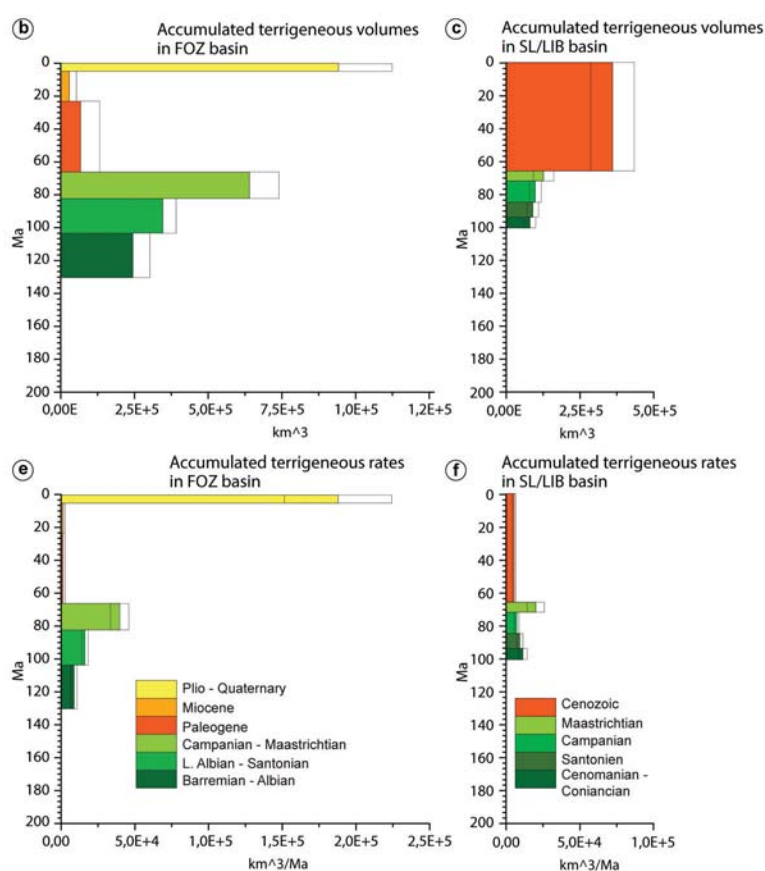 b
Accumulated terrigeneous volumes
in FOZ basin
0
20
40
60
80
100
120
140
160
180
200
Ma
0,00E
2,5E+5
5,0E+5
7,5E+5
1,0E+5
1,2E+5
km^3
c
Accumulated terrigeneous volumes
in SL/LIB basin
0
20
40
60
80
100
120
140
160
180
200
Ma
0,00E
2,5E+5
5,0E+5
km^3
e
Accumulated terrigeneous rates
in FOZ basin
0
20
40
60
80
100
120
140
160
180
200
Ma
Plio - Quaternary
Miocene
Paleogene
Campanian - Maastrichtian
L. Albian - Santonian
Barremian - Albian
0,00
5,0E+4
1,0E+5
1,5E+5
2,0E+5
2,5E+5
km^3/Ma
f
Accumulated terrigeneous rates
in SL/LIB basin
0
20
40
60
80
100
120
140
160
180
200
Ma
Cenozoic
Maastrichtian
Campanian
Santonien
Cenomanian -
Coniancian
0,00
5,0E+4
1,0E+5
km^3/Ma